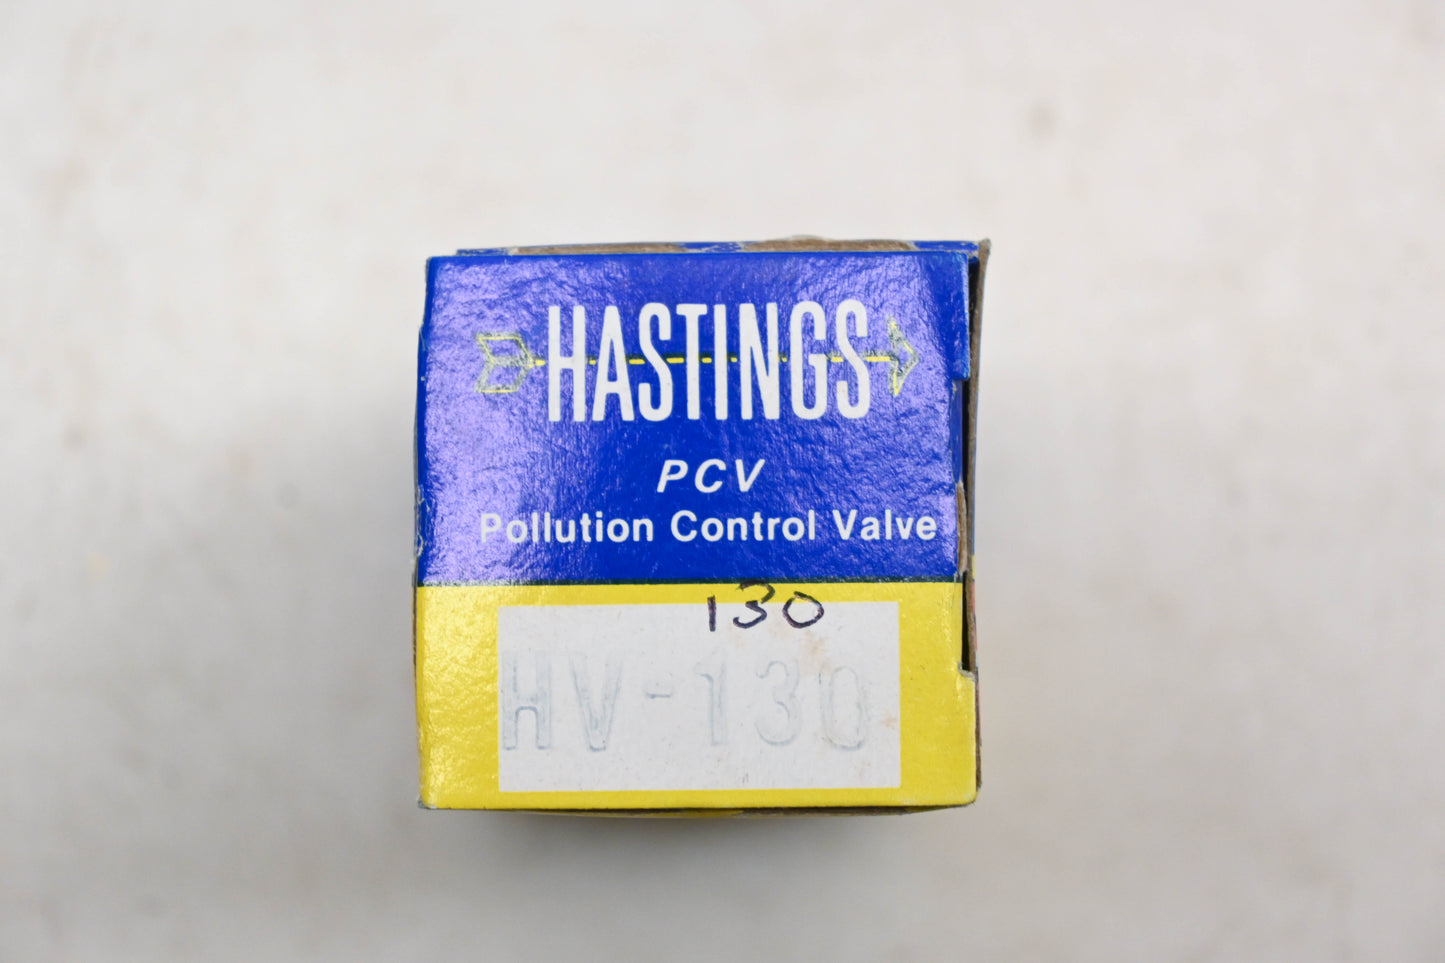 HASTINGS
PCV
Pollution Control Valve
130
HV-130